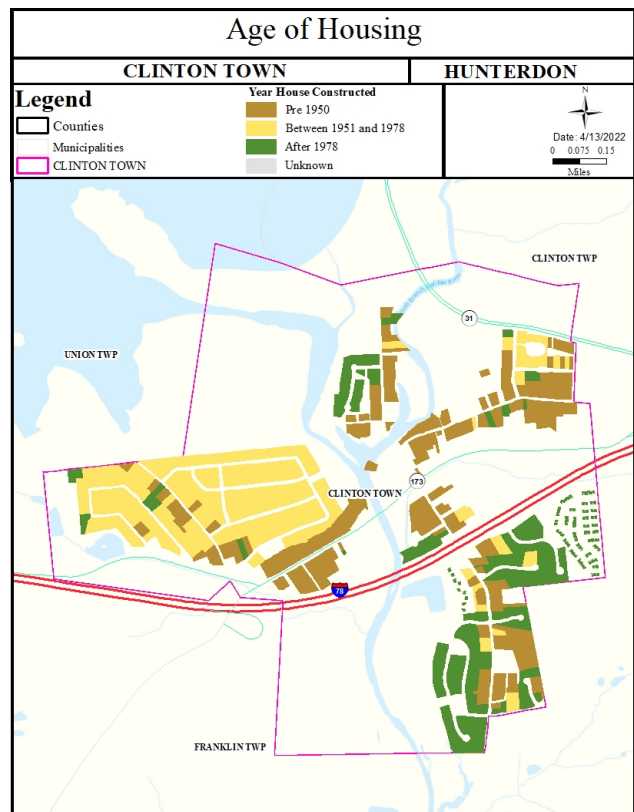 Age of Housing
CLINTON TOWN
HUNTERDON
Legend
Counties
Municipalities
CLINTON TOWN
Year House Constructed
Pre 1950
Between 1951 and 1978
After 1978
Unknown
N
Date: 4/13/2022
0 0.075 0.15
Miles
CLINTON TWP
31
UNION TWP
CLINTON TOWN
173
78
FRANKLIN TWP